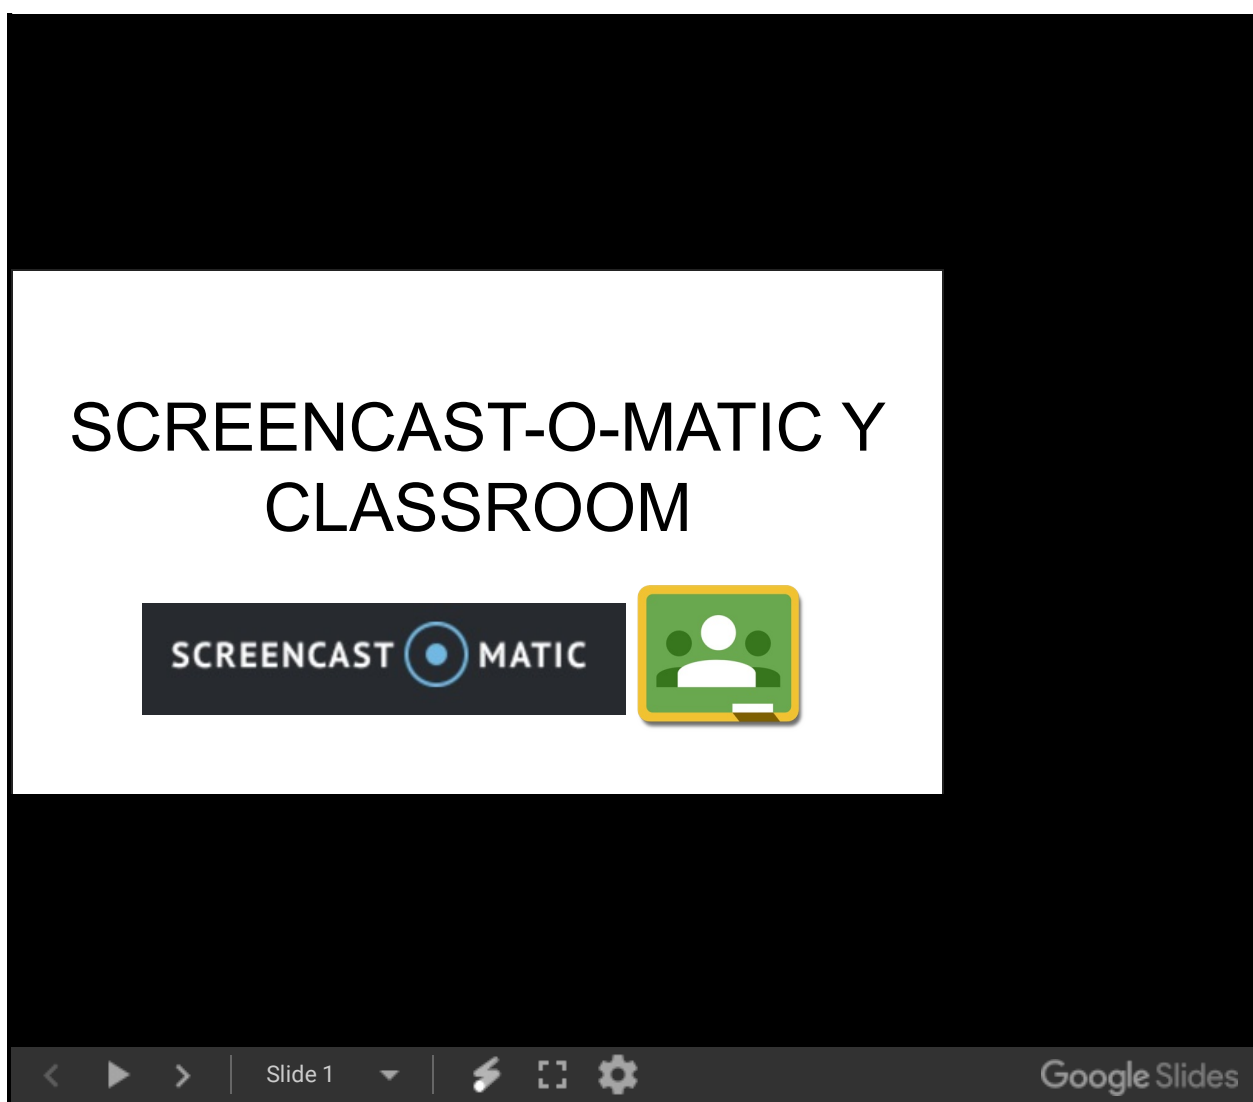 SCREENCAST-O-MATIC Y
CLASSROOM
SCREENCAST MATIC
Slide 1
Google Slides